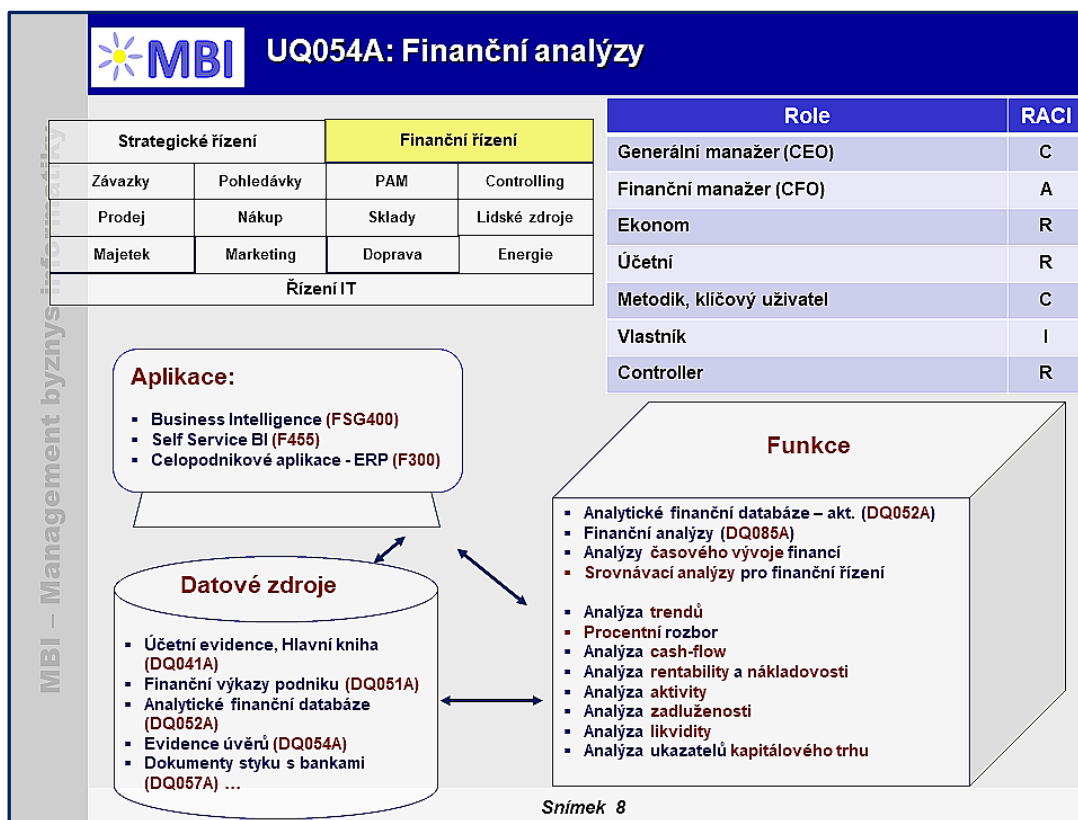 MBI
UQ054A: Finanční analýzy
MBI – Management byznys informatiky
Strategické řízení Finanční řízení
Závazky Pohledávky PAM Controlling
Prodej Nákup Sklady Lidské zdroje
Majetek Marketing Doprava Energie
Řízení IT
Role RACI
Generální manažer (CEO) C
Finanční manažer (CFO) A
Ekonom R
Účetní R
Metodik, klíčový uživatel C
Vlastník I
Controller R
Aplikace:
▪ Business Intelligence (FSG400)
▪ Self Service BI (F455)
▪ Celopodnikové aplikace - ERP (F300)
Datové zdroje
▪ Účetní evidence, Hlavní kniha
(DQ041A)
▪ Finanční výkazy podniku (DQ051A)
▪ Analytické finanční databáze
(DQ052A)
▪ Evidence úvěrů (DQ054A)
▪ Dokumenty styku s bankami
(DQ057A) …
Funkce
▪ Analytické finanční databáze – akt. (DQ052A)
▪ Finanční analýzy (DQ085A)
▪ Analýzy časového vývoje financí
▪ Srovnávací analýzy pro finanční řízení
▪ Analýza trendů
▪ Procentní rozbor
▪ Analýza cash-flow
▪ Analýza rentability a nákladovosti
▪ Analýza aktivity
▪ Analýza zadluženosti
▪ Analýza likvidity
▪ Analýza ukazatelů kapitálového trhu
Snímek 8